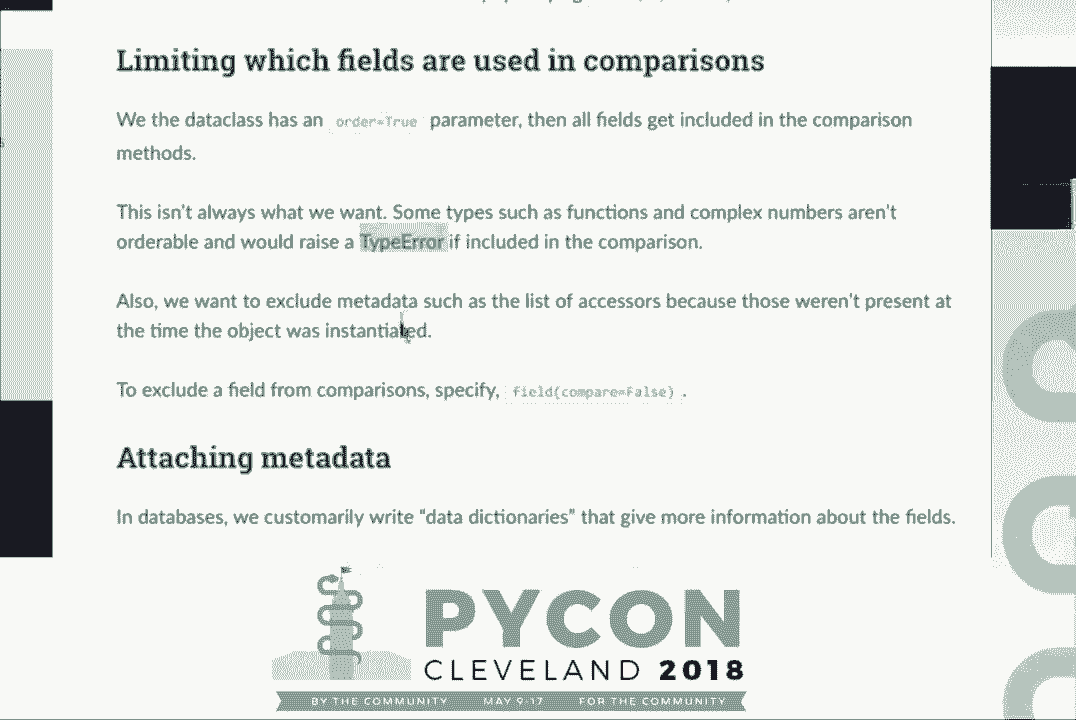 Limiting which fields are used in comparisons
We the dataclass has an order=True parameter, then all fields get included in the comparison
methods.
This isn't always what we want. Some types such as functions and complex numbers aren't
orderable and would raise a TypeError if included in the comparison.
Also, we want to exclude metadata such as the list of accessors because those weren't present at
the time the object was instantiated.
To exclude a field from comparisons, specify, field(compare=False) .
Attaching metadata
In databases, we customarily write “data dictionaries” that give more information about the fields.
PYCON
CLEVELAND 2018
BY THE COMMUNITY MAY 9-17 FOR THE COMMUNITY